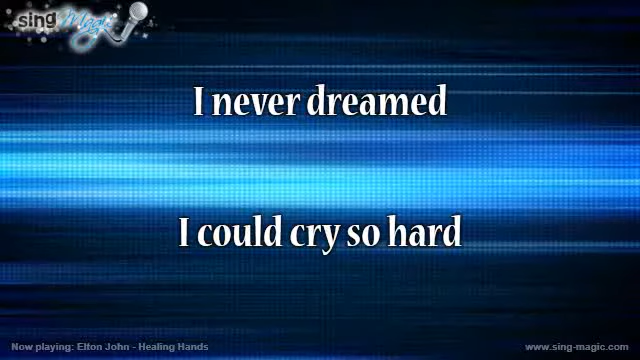 sing Magic
I never dreamed
I could cry so hard
Now playing: Elton John - Healing Hands
www.sing-magic.com